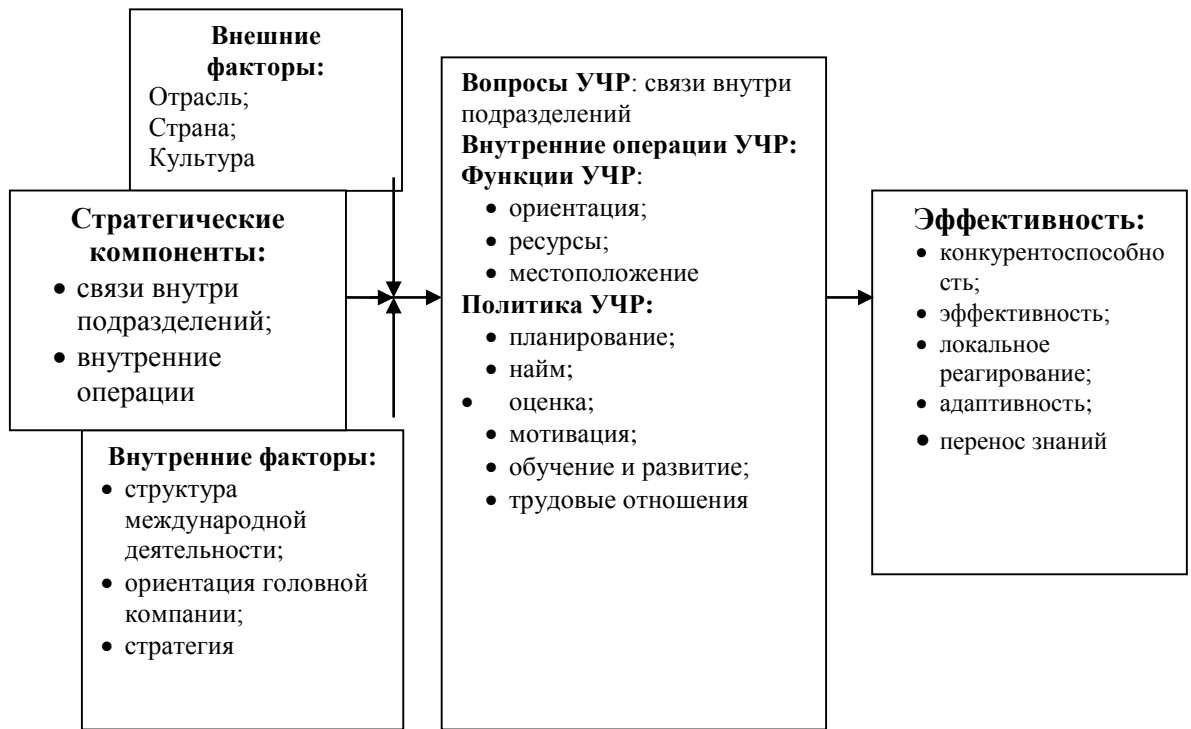 Внешние
факторы:
Отрасль;
Страна;
Культура
Стратегические
компоненты:
• связи внутри
подразделений;
• внутренние
операции
Внутренние факторы:
• структура
международной
деятельности;
• ориентация головной
компании;
• стратегия
Вопросы УЧР: связи внутри
подразделений
Внутренние операции УЧР:
Функции УЧР:
• ориентация;
• ресурсы;
• местоположение
Политика УЧР:
• планирование;
• найм;
• оценка;
• мотивация;
• обучение и развитие;
• трудовые отношения
Эффективность:
• конкурентоспособно
сть;
• эффективность;
• локальное
реагирование;
• адаптивность;
• перенос знаний